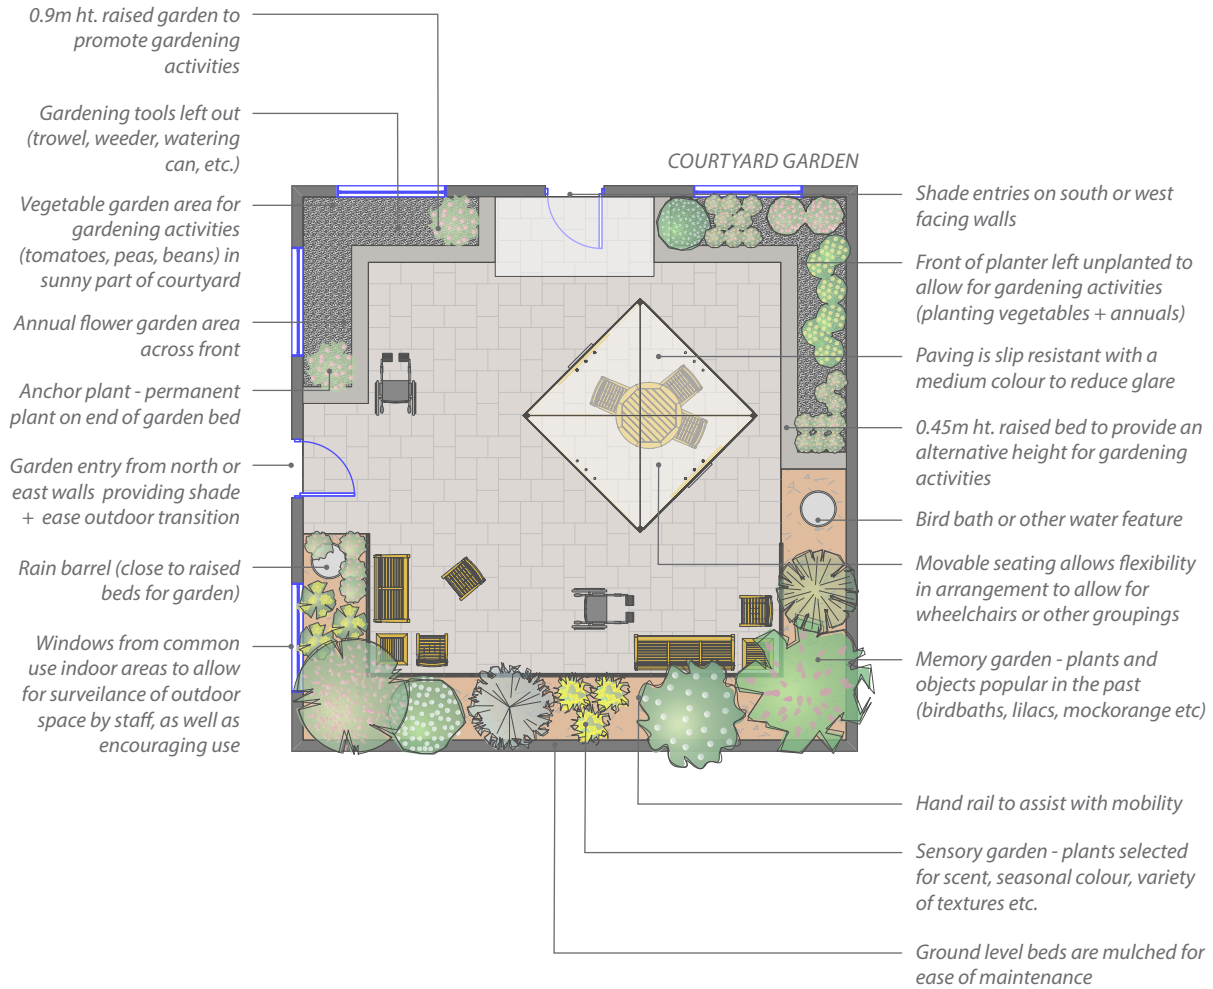 0.9m ht. raised garden to
promote gardening
activities
Gardening tools left out
(trowel, weeder, watering
can, etc.)
Vegetable garden area for
gardening activities
(tomatoes, peas, beans) in
sunny part of courtyard
Annual flower garden area
across front
Anchor plant - permanent
plant on end of garden bed
Garden entry from north or
east walls providing shade
+ ease outdoor transition
Rain barrel (close to raised
beds for garden)
Windows from common
use indoor areas to allow
for surveilance of outdoor
space by staff, as well as
encouraging use
COURTYARD GARDEN
Shade entries on south or west
facing walls
Front of planter left unplanted to
allow for gardening activities
(planting vegetables + annuals)
Paving is slip resistant with a
medium colour to reduce glare
0.45m ht. raised bed to provide an
alternative height for gardening
activities
Bird bath or other water feature
Movable seating allows flexibility
in arrangement to allow for
wheelchairs or other groupings
Memory garden - plants and
objects popular in the past
(birdbaths, lilacs, mockorange etc)
Hand rail to assist with mobility
Sensory garden - plants selected
for scent, seasonal colour, variety
of textures etc.
Ground level beds are mulched for
ease of maintenance